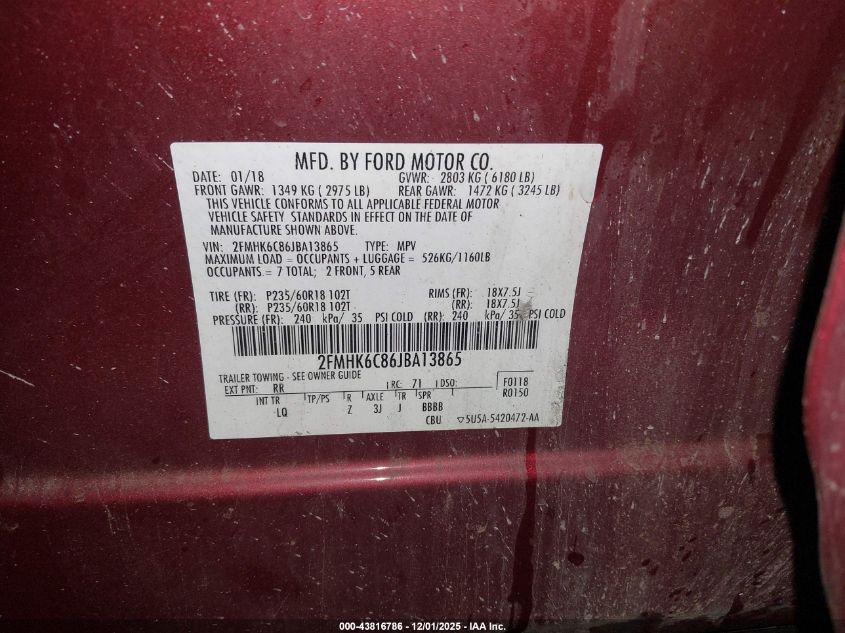 MFD. BY FORD MOTOR CO.
DATE: 01/18 GVWR: 2803 KG ( 6180 LB)
FRONT GAWR: 1349 KG ( 2975 LB) REAR GAWR: 1472 KG ( 3245 LB)
THIS VEHICLE CONFORMS TO ALL APPLICABLE FEDERAL MOTOR
VEHICLE SAFETY STANDARDS IN EFFECT ON THE DATE OF
MANUFACTURE SHOWN ABOVE.
VIN: 2FMHK6C86JBA13865 TYPE: MPV
MAXIMUM LOAD = OCCUPANTS + LUGGAGE = 526KG/1160LB
OCCUPANTS = 7 TOTAL; 2 FRONT, 5 REAR
TIRE (FR): P235/60R18 102T RIMS (FR): 18X7.5J
(RR): P235/60R18 102T (RR): 18X7.5J
PRESSURE (FR): 240 kPa/ 35 PSI COLD (RR): 240 kPa/ 35 PSI COLD
2FMHK6C86JBA13865
TRAILER TOWING - SEE OWNER GUIDE
EXT PNT: RR RC: 71 DSO: F0118
R0150
INT TR TP/PS R AXLE TR SPR
LQ Z 3J J BBBB
CBU ▽5U5A-5420472-AA
000-43816786 - 12/01/2025 - IAA Inc.